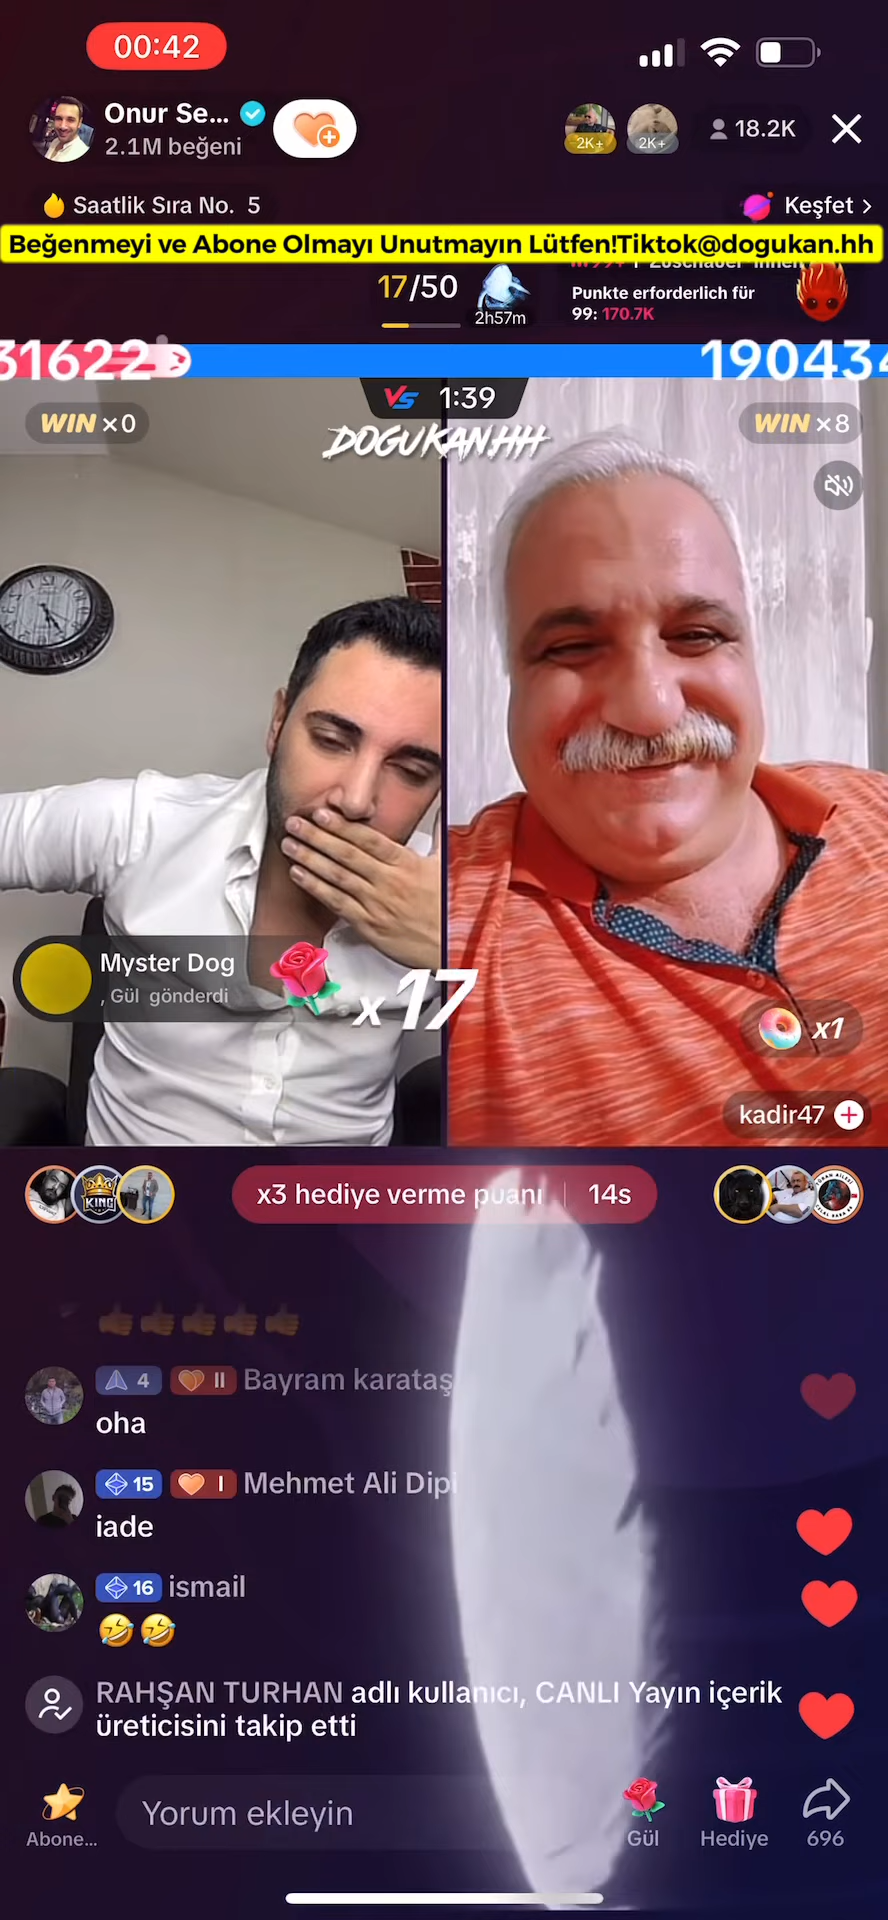 00:42
Onur Se...
2.1M beğeni
2K+
2K+
18.2K
Saatlik Sıra No. 5
Keşfet >
Beğenmeyi ve Abone Olmayı Unutmayın Lütfen!Tiktok@dogukan.hh
17/50
2h57m
Punkte erforderlich für
99: 170.7K
31622
190434
VS 1:39
WIN x0
WIN x8
DOGUKAN.HH
Myster Dog
, Gül gönderdi
x17
x1
kadir47
KING
x3 hediye verme puanı
14s
4 II Bayram karataş
oha
15 I Mehmet Ali Dipi
iade
16 ismail
🤣🤣
RAHŞAN TURHAN adlı kullanıcı, CANLI Yayın içerik
üreticisini takip etti
Abone...
Yorum ekleyin
Gül
Hediye
696